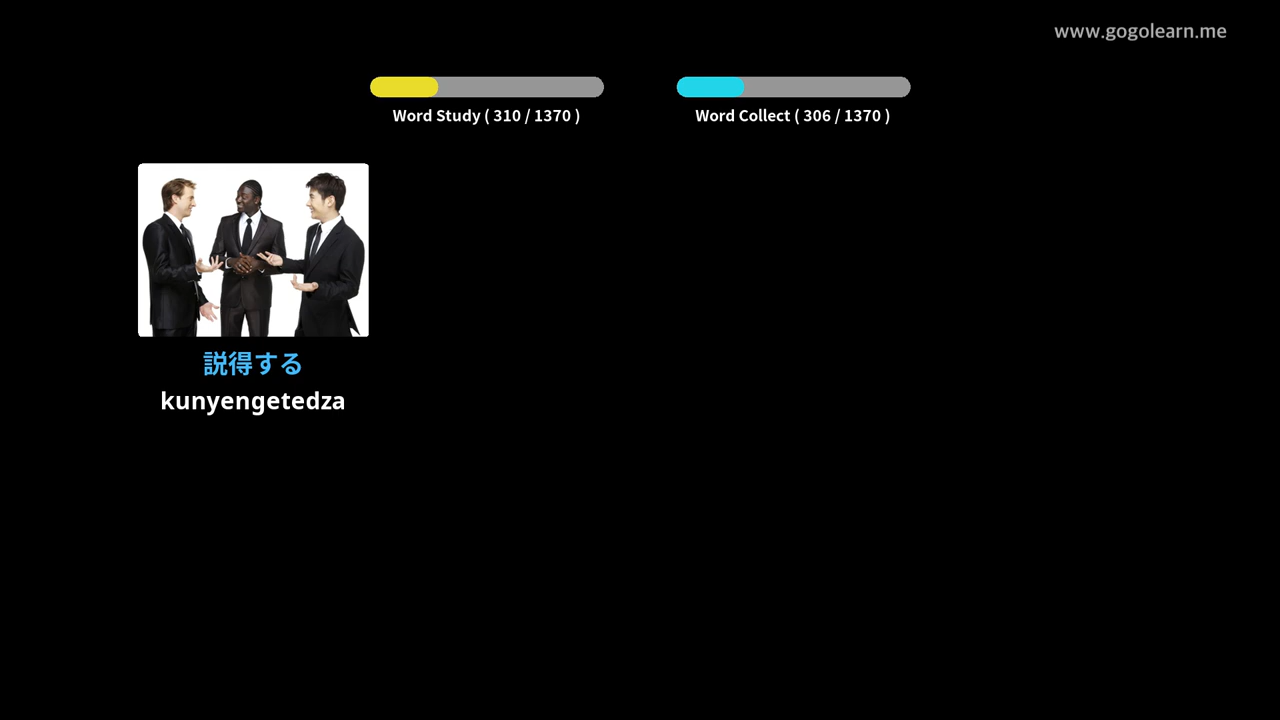 www.gogolearn.me
Word Study ( 310 / 1370 )
Word Collect ( 306 / 1370 )
説得する
kunyengetedza